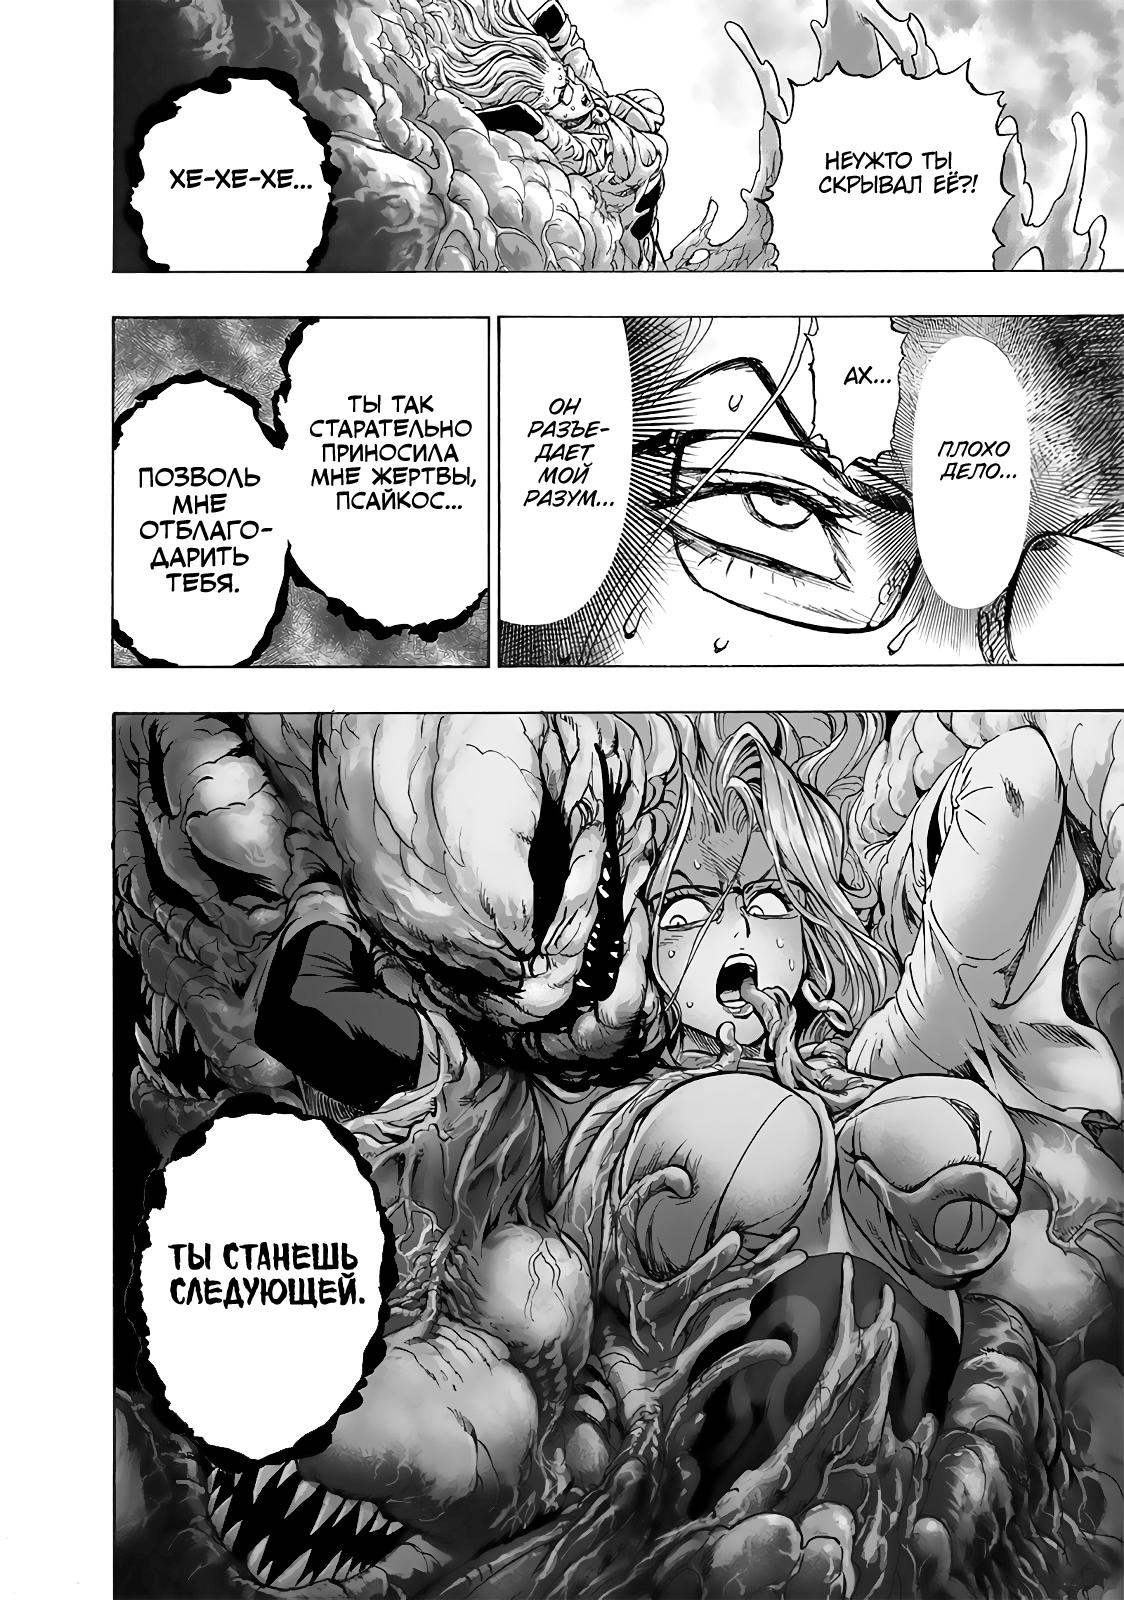 НЕУЖТО ТЫ
СКРЫВАЛ ЕЁ?!
ХЕ-ХЕ-ХЕ...
ПЛОХО
ДЕЛО...
АХ...
ОН
РАЗЪЕ-
ДАЕТ
МОЙ
РАЗУМ...
ТЫ ТАК
СТАРАТЕЛЬНО
ПРИНОСИЛА
МНЕ ЖЕРТВЫ,
ПСАЙКОС...
ПОЗВОЛЬ
МНЕ
ОТБЛАГО-
ДАРИТЬ
ТЕБЯ.
ТЫ СТАНЕШЬ
СЛЕДУЮЩЕЙ.